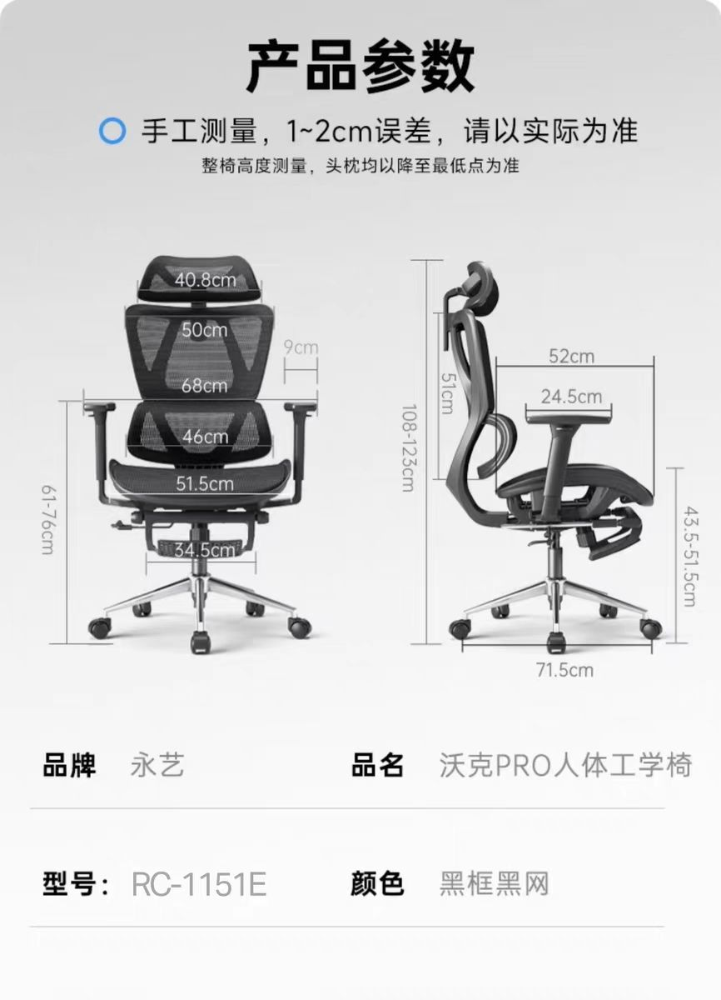 产品参数
手工测量，1~2cm误差，请以实际为准
整椅高度测量，头枕均以降至最低点为准
40.8cm
50cm
9cm
68cm
46cm
51.5cm
61-76cm
34.5cm
52cm
51cm
24.5cm
108-123cm
43.5-51.5cm
71.5cm
品牌 永艺 品名 沃克PRO人体工学椅
型号： RC-1151E 颜色 黑框黑网